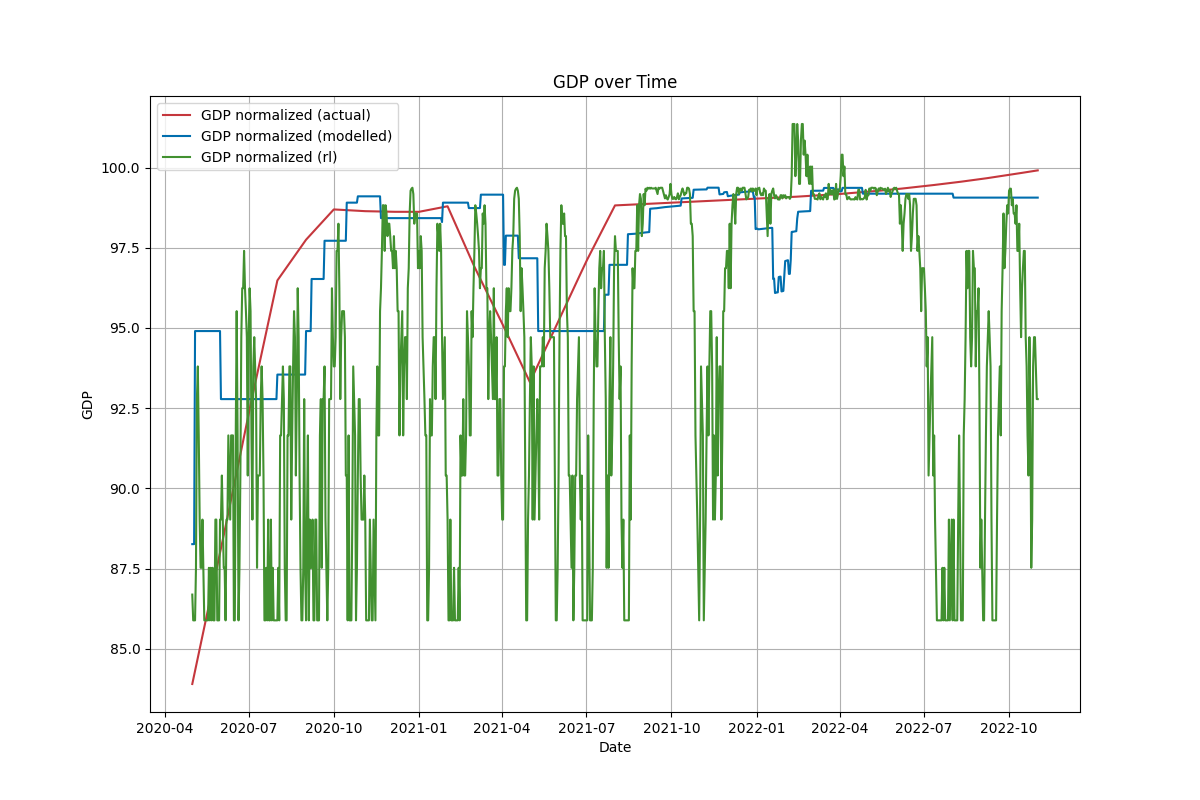 GDP over Time
GDP normalized (actual)
GDP normalized (modelled)
GDP normalized (rl)
100.0
97.5
95.0
92.5
90.0
87.5
85.0
GDP
2020-04 2020-07 2020-10 2021-01 2021-04 2021-07 2021-10 2022-01 2022-04 2022-07 2022-10
Date